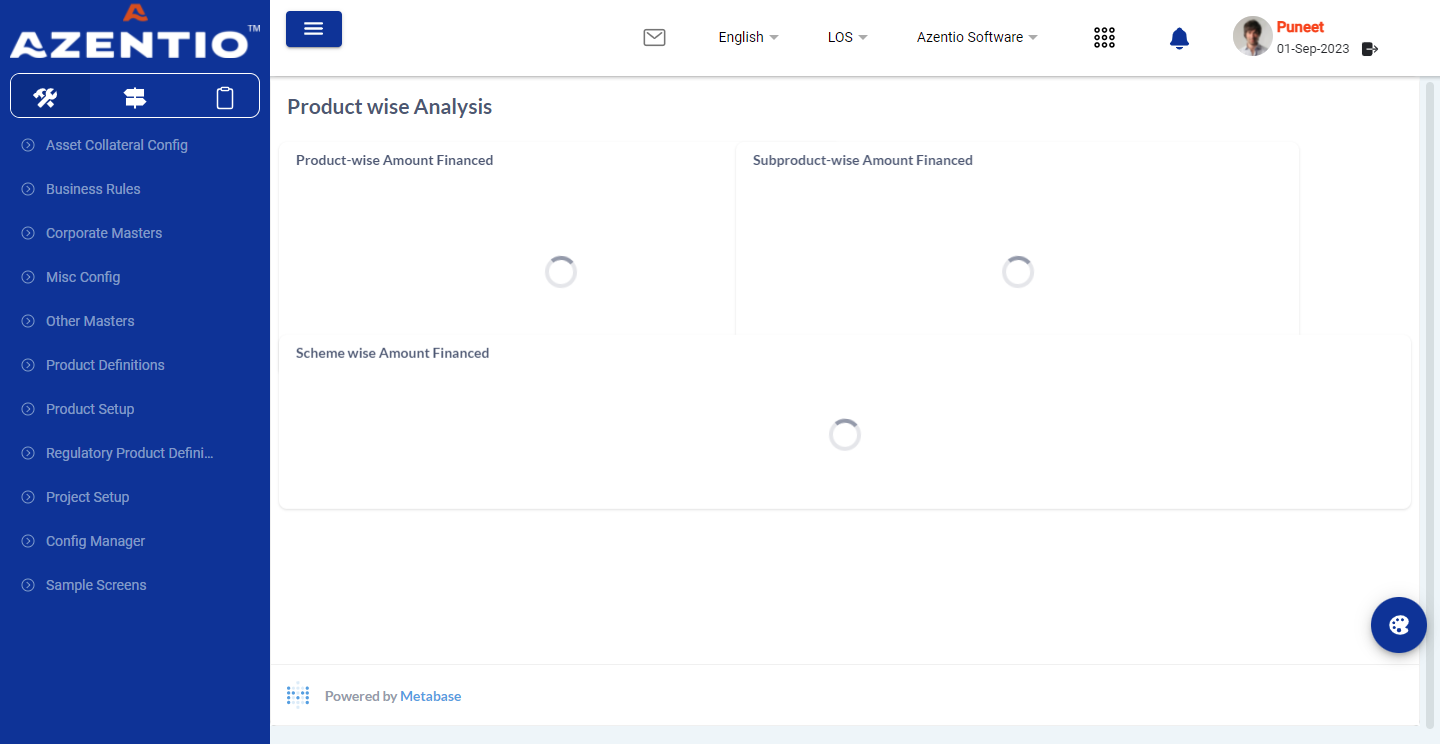 AZENTIO™
English
LOS
Azentio Software
Puneet
01-Sep-2023
Asset Collateral Config
Business Rules
Corporate Masters
Misc Config
Other Masters
Product Definitions
Product Setup
Regulatory Product Defini...
Project Setup
Config Manager
Sample Screens
Product wise Analysis
Product-wise Amount Financed
Subproduct-wise Amount Financed
Scheme wise Amount Financed
Powered by Metabase